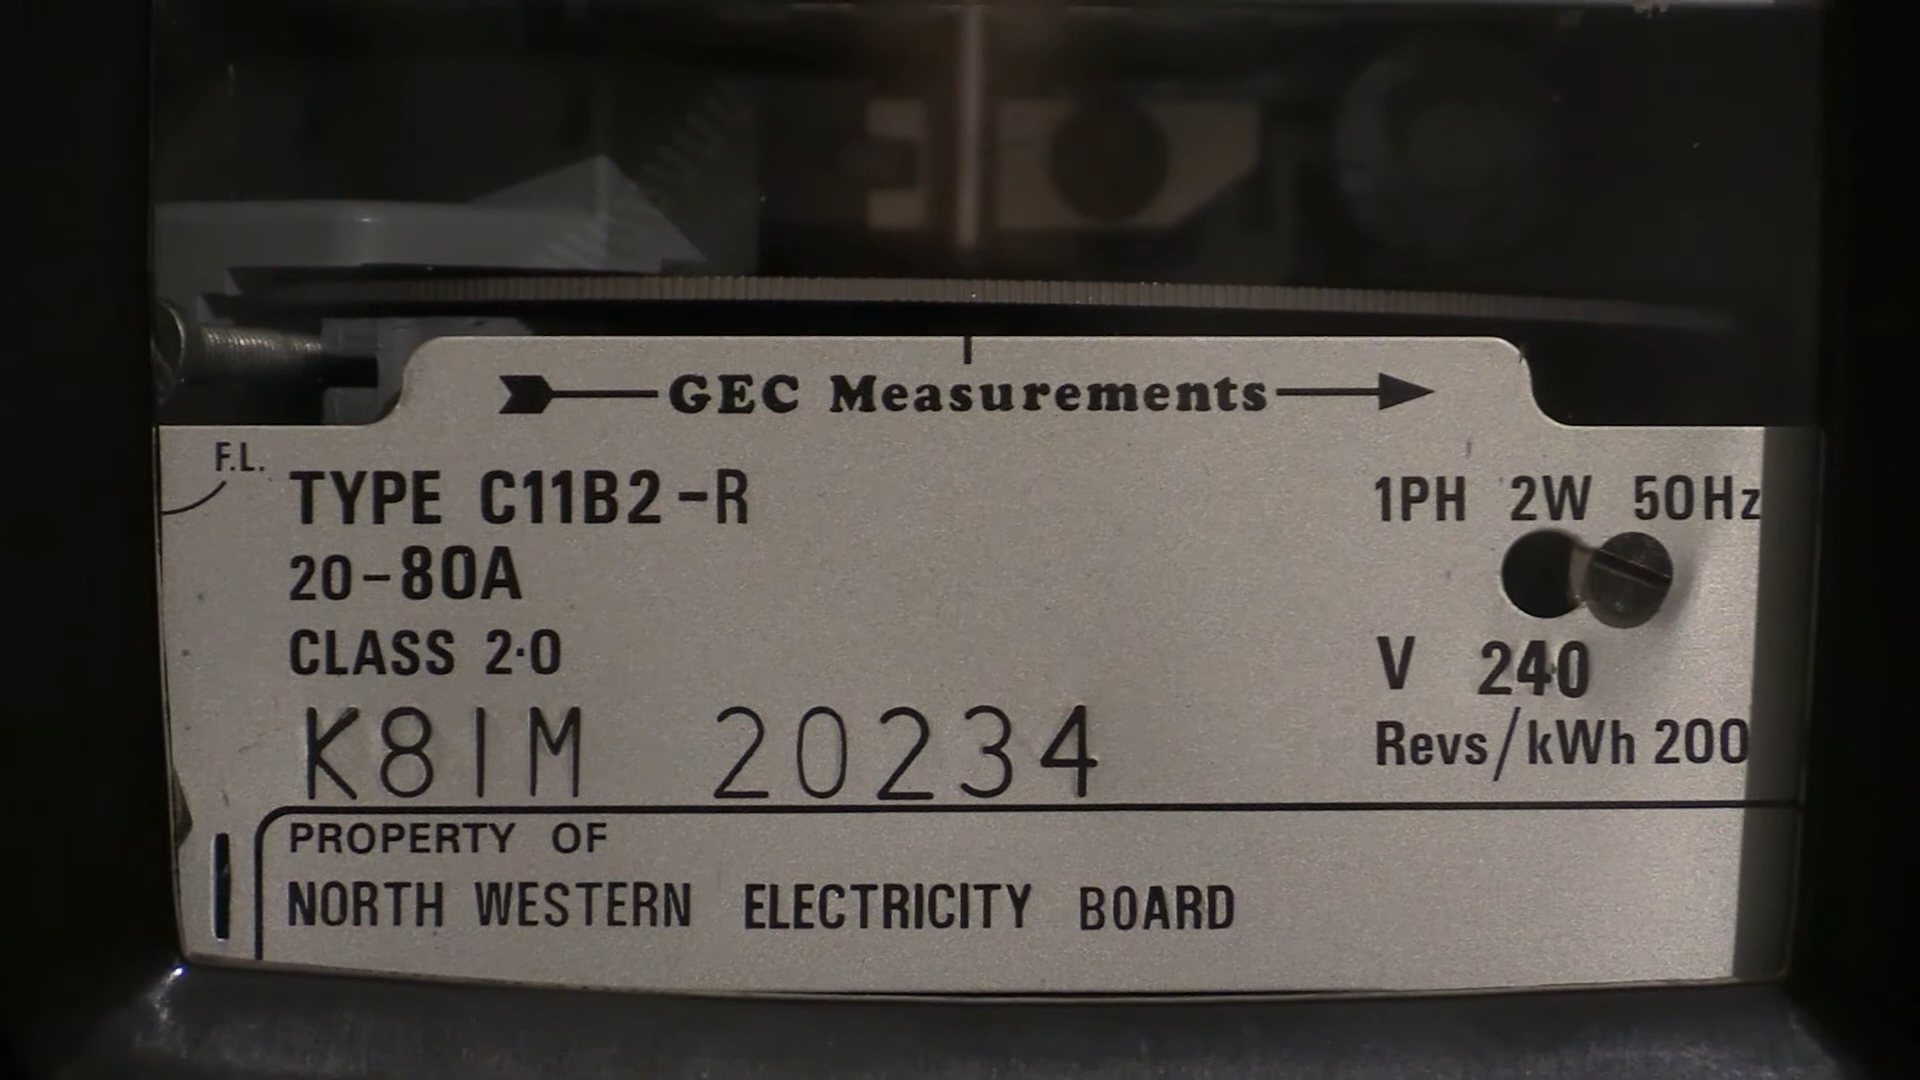 GEC Measurements
F.L.
TYPE C11B2-R
1PH 2W 50Hz
20-80A
CLASS 2·0
V 240
K81M 20234
Revs/kWh 200
PROPERTY OF
NORTH WESTERN ELECTRICITY BOARD